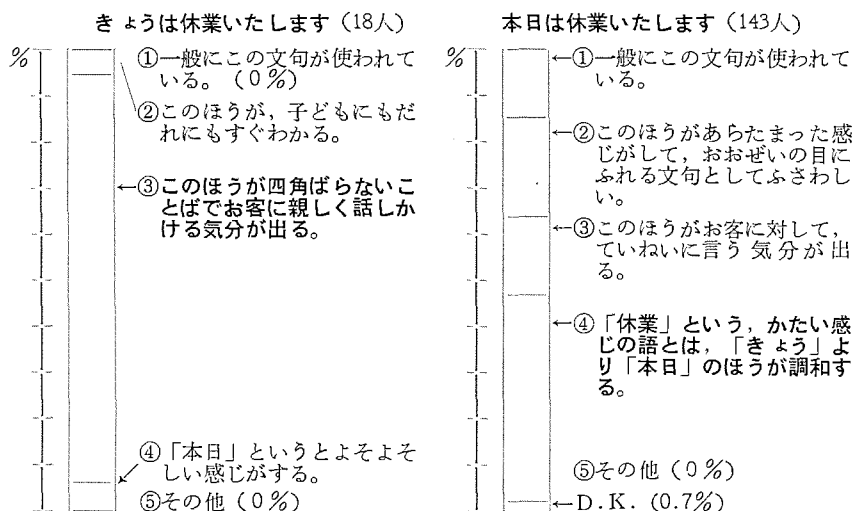 きょうは休業いたします（18人）
%
①一般にこの文句が使われて
いる。（0％）
②このほうが，子どもにもだ
れにもすぐわかる。
③このほうが四角ばらないこ
とばでお客に親しく話しか
ける気分が出る。
④「本日」というとよそよそ
しい感じがする。
⑤その他（0％）
本日は休業いたします（143人）
%
①一般にこの文句が使われて
いる。
②このほうがあらたまった感
じがして，おおぜいの目に
ふれる文句としてふさわし
い。
③このほうがお客に対して，
ていねいに言う気分が出
る。
④「休業」という，かたい感
じの語とは，「きょう」よ
り「本日」のほうが調和す
る。
⑤その他（0％）
D.K.（0.7％）